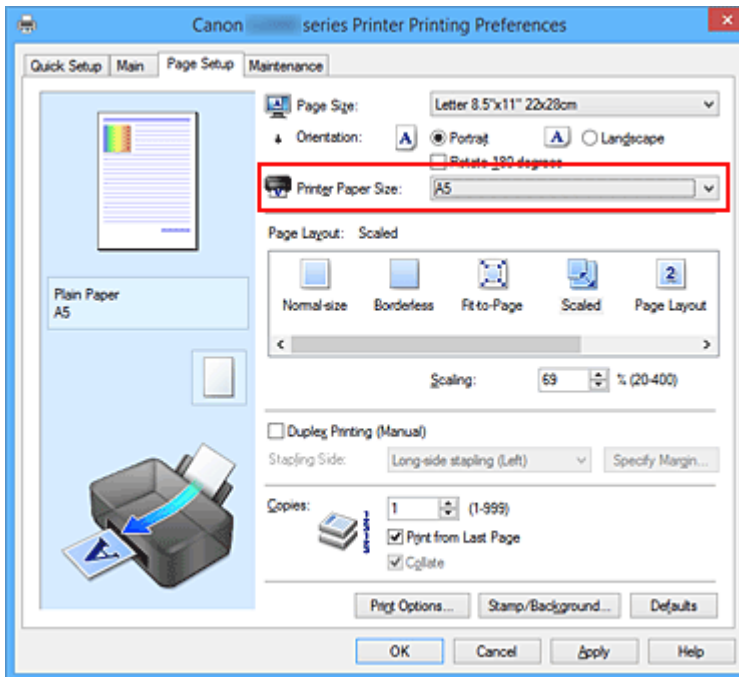 Canon series Printer Printing Preferences
Quick Setup Main Page Setup Maintenance
Page Size: Letter 8.5"x11" 22x28cm
Orientation: A Portrait A Landscape
Rotate 180 degrees
Printer Paper Size: A5
Page Layout: Scaled
Normal-size Borderless Fit-to-Page Scaled Page Layout
Plain Paper
A5
Scaling: 69 % (20-400)
Duplex Printing (Manual)
Stapling Side: Long-side stapling (Left) Specify Margin...
Copies: 1 (1-999)
Print from Last Page
Collate
Print Options... Stamp/Background... Defaults
OK Cancel Apply Help